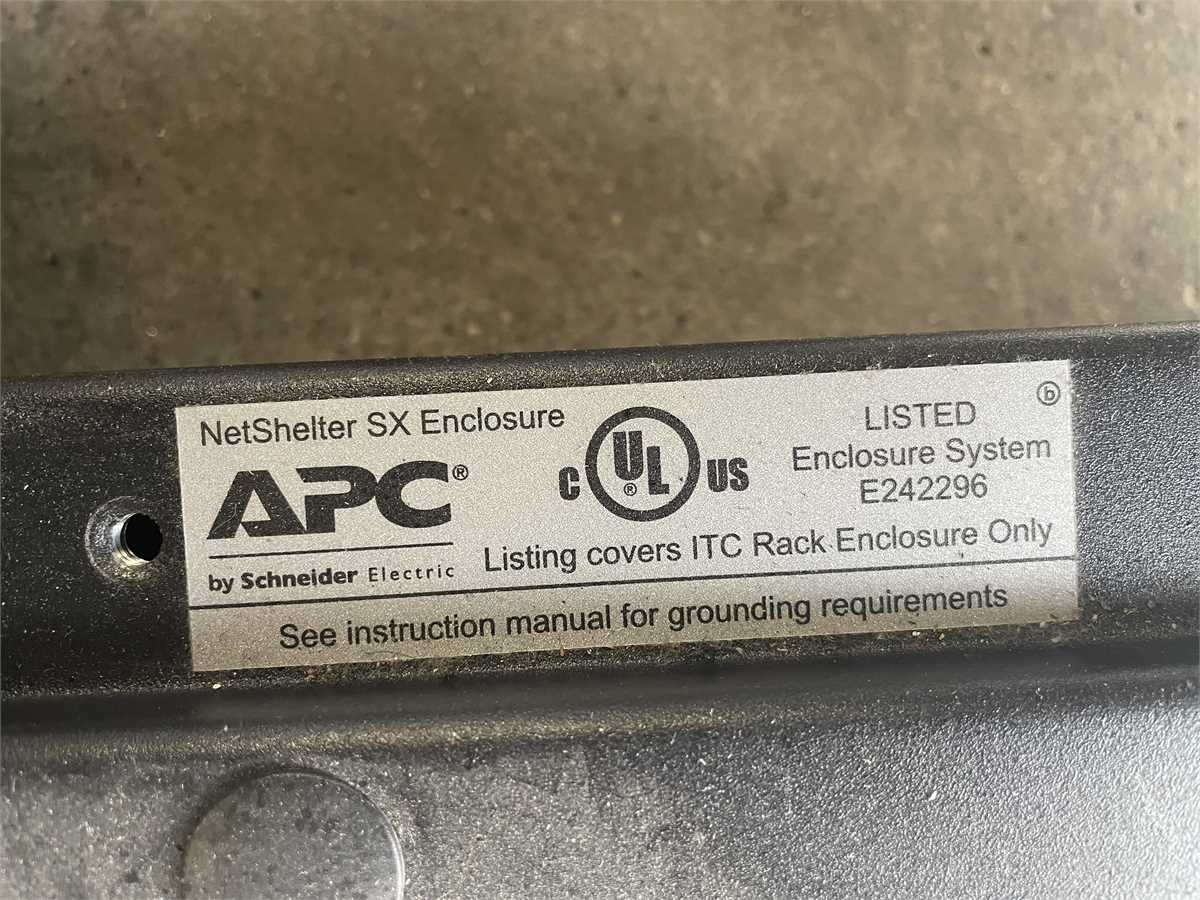 NetShelter SX Enclosure
APC®
by Schneider Electric
C UL® US
LISTED
Enclosure System
E242296
ⓑ
Listing covers ITC Rack Enclosure Only
See instruction manual for grounding requirements